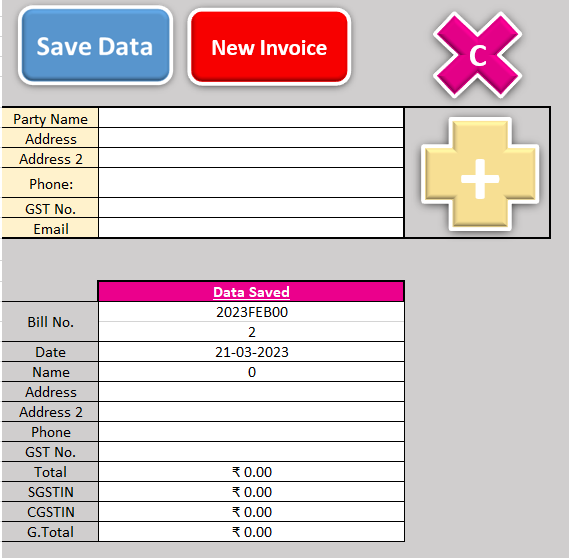 Save Data
New Invoice
C
Party Name
Address
Address 2
Phone:
GST No.
Email
+
Data Saved
Bill No.
2023FEB00
2
Date 21-03-2023
Name 0
Address
Address 2
Phone
GST No.
Total ₹ 0.00
SGSTIN ₹ 0.00
CGSTIN ₹ 0.00
G.Total ₹ 0.00